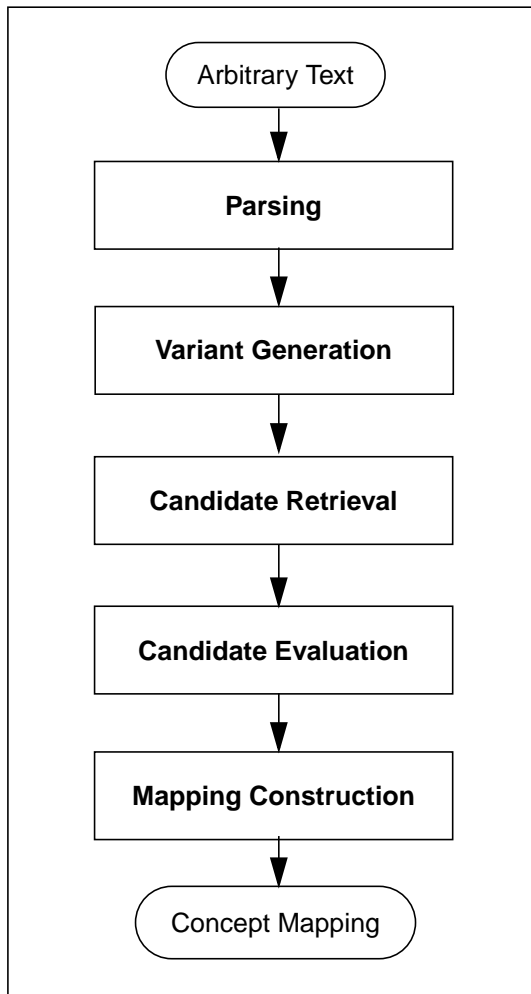 Arbitrary Text
Parsing
Variant Generation
Candidate Retrieval
Candidate Evaluation
Mapping Construction
Concept Mapping